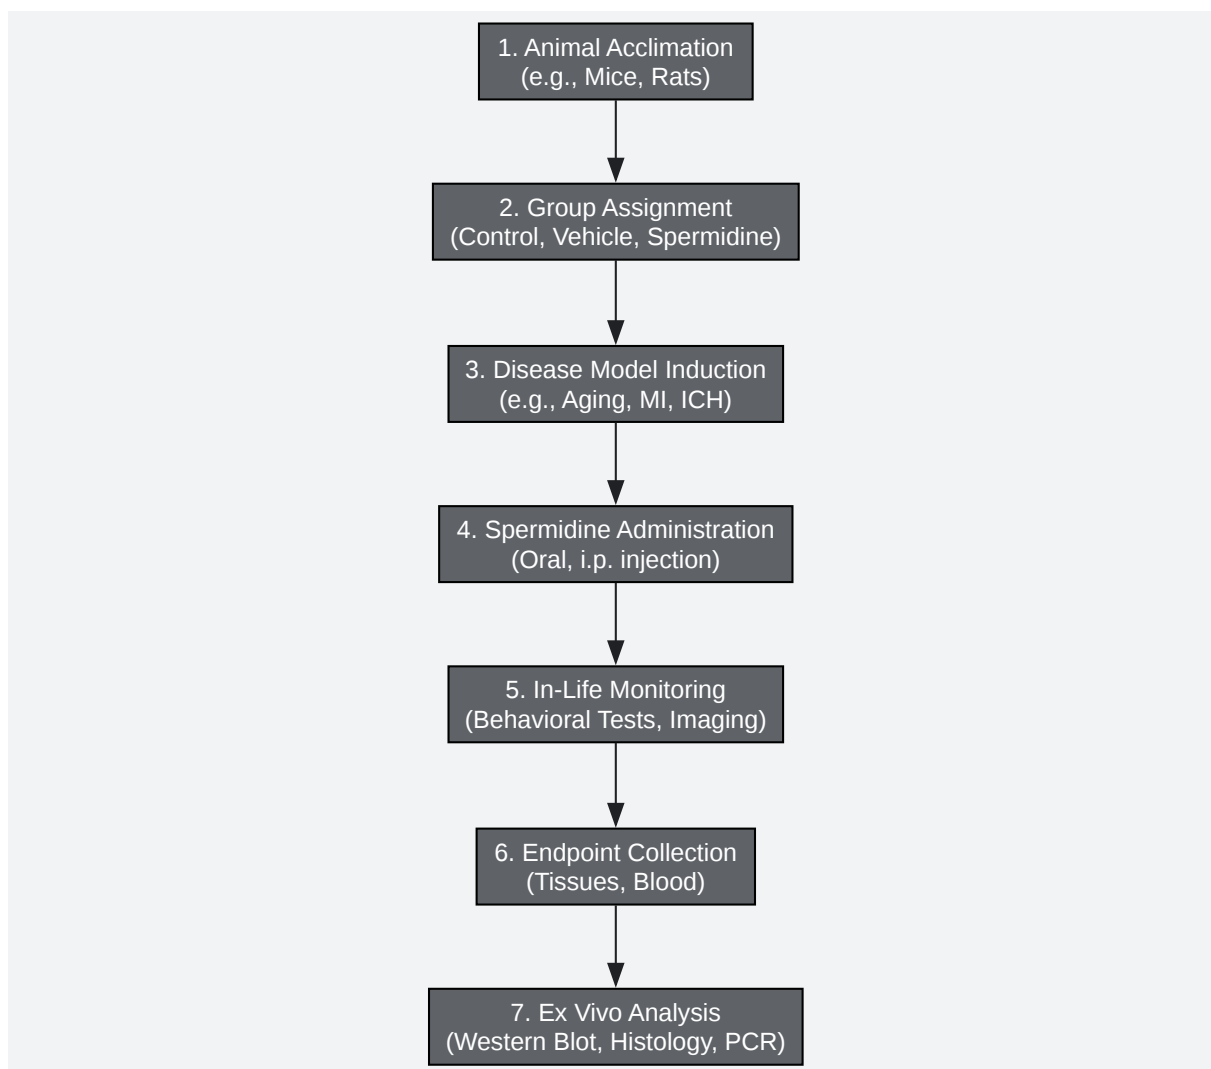 1. Animal Acclimation
(e.g., Mice, Rats)
2. Group Assignment
(Control, Vehicle, Spermidine)
3. Disease Model Induction
(e.g., Aging, MI, ICH)
4. Spermidine Administration
(Oral, i.p. injection)
5. In-Life Monitoring
(Behavioral Tests, Imaging)
6. Endpoint Collection
(Tissues, Blood)
7. Ex Vivo Analysis
(Western Blot, Histology, PCR)